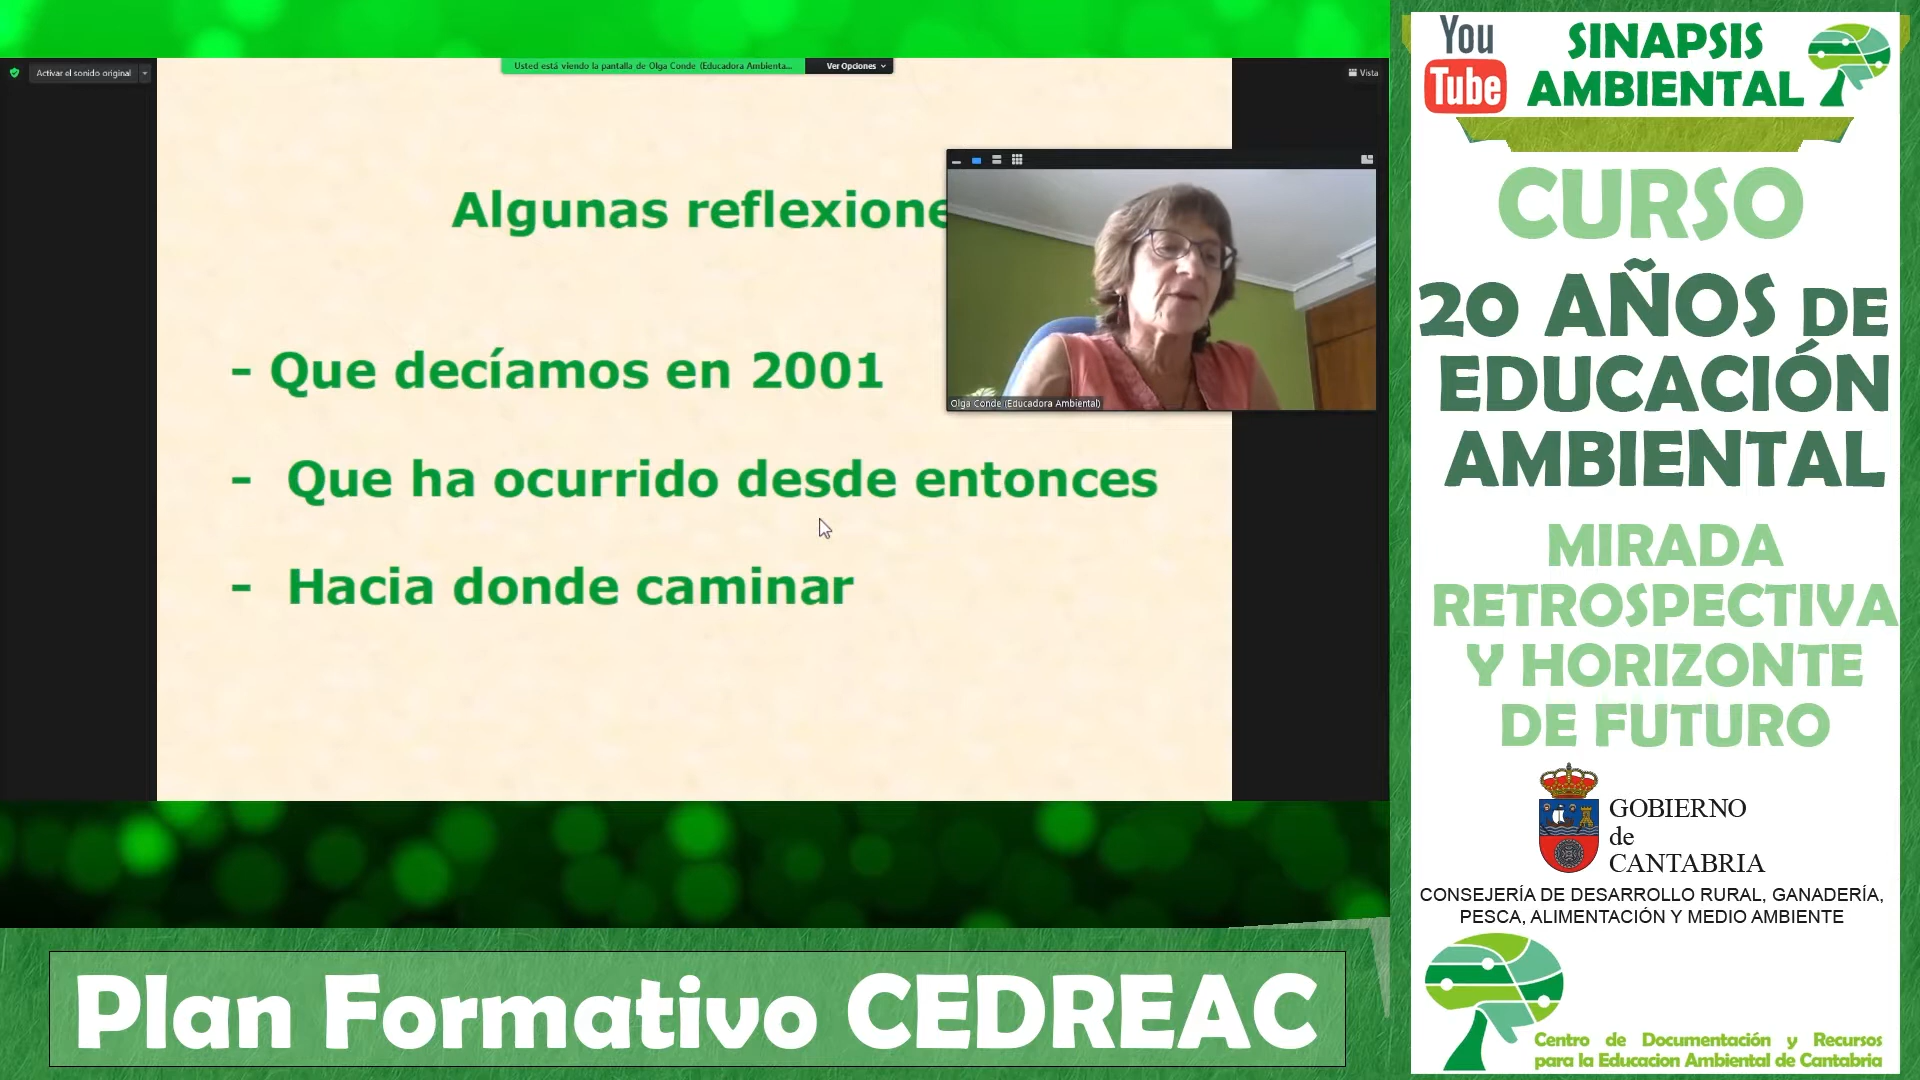 Activar el sonido original
Usted está viendo la pantalla de Olga Conde (Educadora Ambienta...
Ver Opciones
Vista
Algunas reflexione
- Que decíamos en 2001
- Que ha ocurrido desde entonces
- Hacia donde caminar
Olga Conde (Educadora Ambiental)
Plan Formativo CEDREAC
You
Tube
SINAPSIS
AMBIENTAL
CURSO
20 AÑOS DE
EDUCACIÓN
AMBIENTAL
MIRADA
RETROSPECTIVA
Y HORIZONTE
DE FUTURO
GOBIERNO
de
CANTABRIA
CONSEJERÍA DE DESARROLLO RURAL, GANADERÍA,
PESCA, ALIMENTACIÓN Y MEDIO AMBIENTE
Centro de Documentación y Recursos
para la Educacion Ambiental de Cantabria